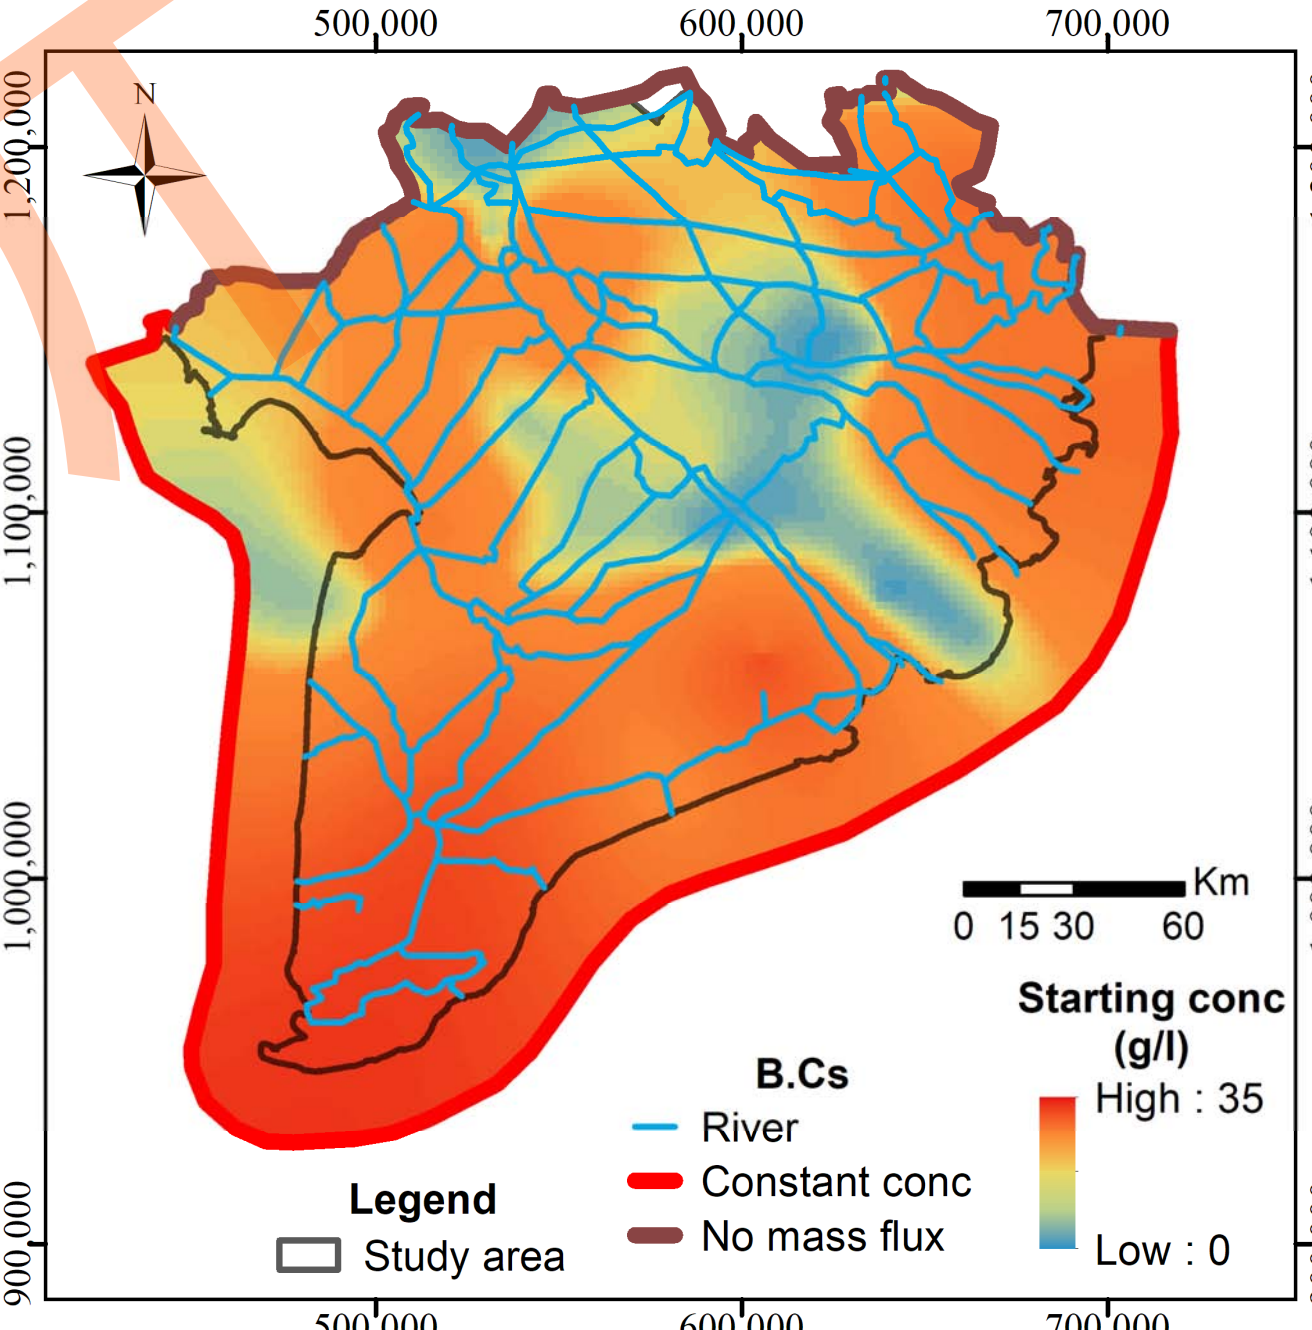 500,000 600,000 700,000
1,200,000
1,100,000
1,000,000
900,000
N
Km
0 15 30 60
Starting conc
(g/l)
High : 35
Low : 0
B.Cs
River
Constant conc
No mass flux
Legend
Study area
500,000 600,000 700,000